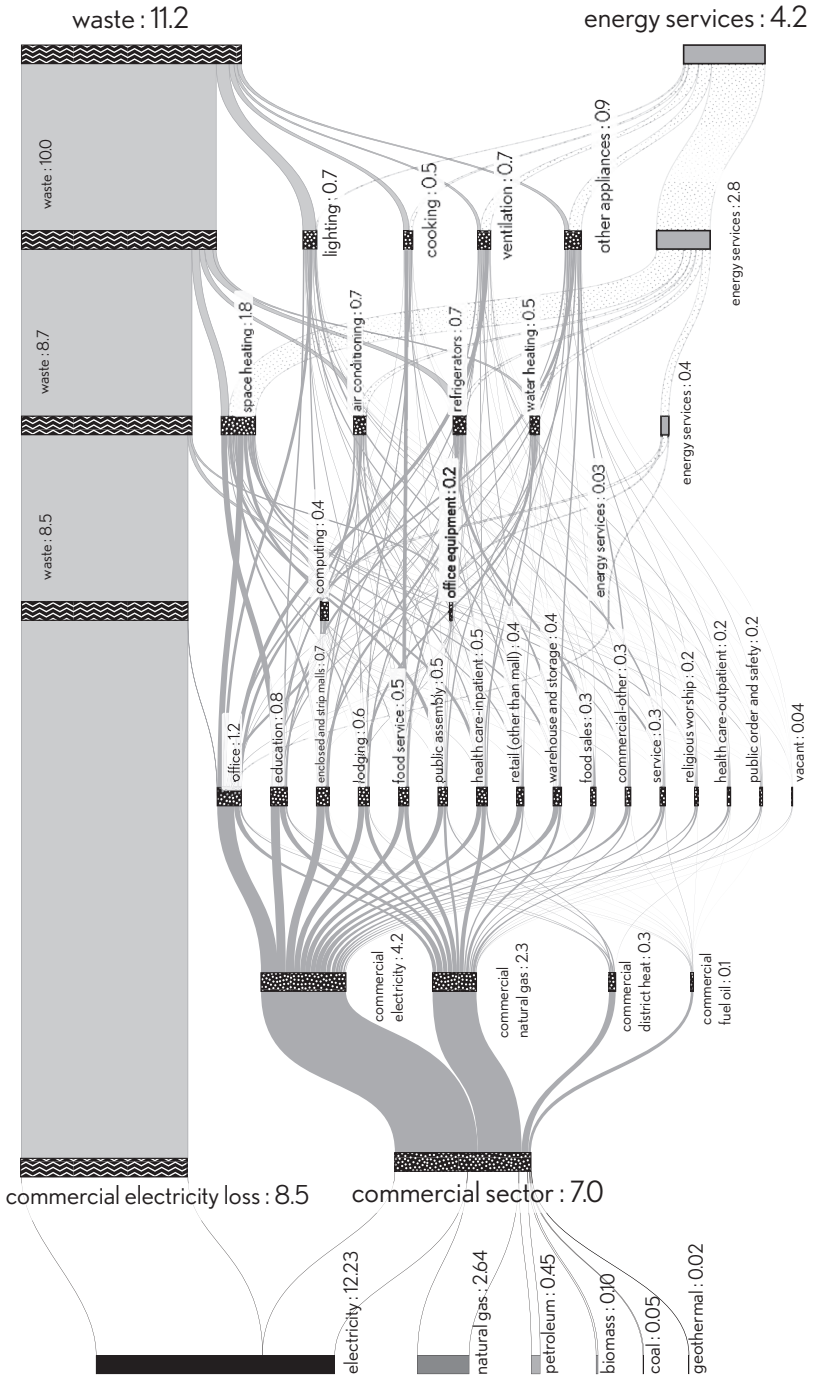 waste : 11.2
energy services : 4.2
waste : 10.0
lighting : 0.7
cooking : 0.5
ventilation : 0.7
other appliances : 0.9
energy services : 2.8
waste : 8.7
space heating : 1.8
air conditioning : 0.7
refrigerators : 0.7
water heating : 0.5
energy services : 0.4
waste : 8.5
computing : 0.4
office equipment : 0.2
energy services : 0.03
office : 1.2
education : 0.8
enclosed and strip malls : 0.7
lodging : 0.6
food service : 0.5
public assembly : 0.5
health care-inpatient : 0.5
retail (other than mall) : 0.4
warehouse and storage : 0.4
food sales : 0.3
commercial-other : 0.3
service : 0.3
religious worship : 0.2
health care-outpatient : 0.2
public order and safety : 0.2
vacant : 0.04
commercial
electricity : 4.2
commercial
natural gas : 2.3
commercial
district heat : 0.3
commercial
fuel oil : 0.1
commercial electricity loss : 8.5
commercial sector : 7.0
electricity : 12.23
natural gas : 2.64
petroleum : 0.45
biomass : 0.10
coal : 0.05
geothermal : 0.02